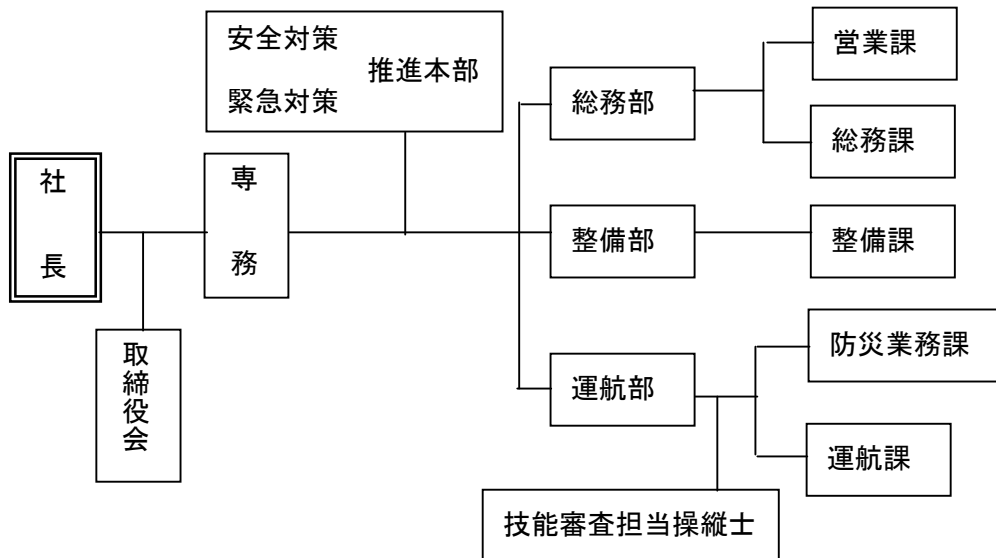 安全対策
緊急対策
推進本部
営業課
総務部
総務課
社長
専務
整備部
整備課
取締役会
防災業務課
運航部
運航課
技能審査担当操縦士